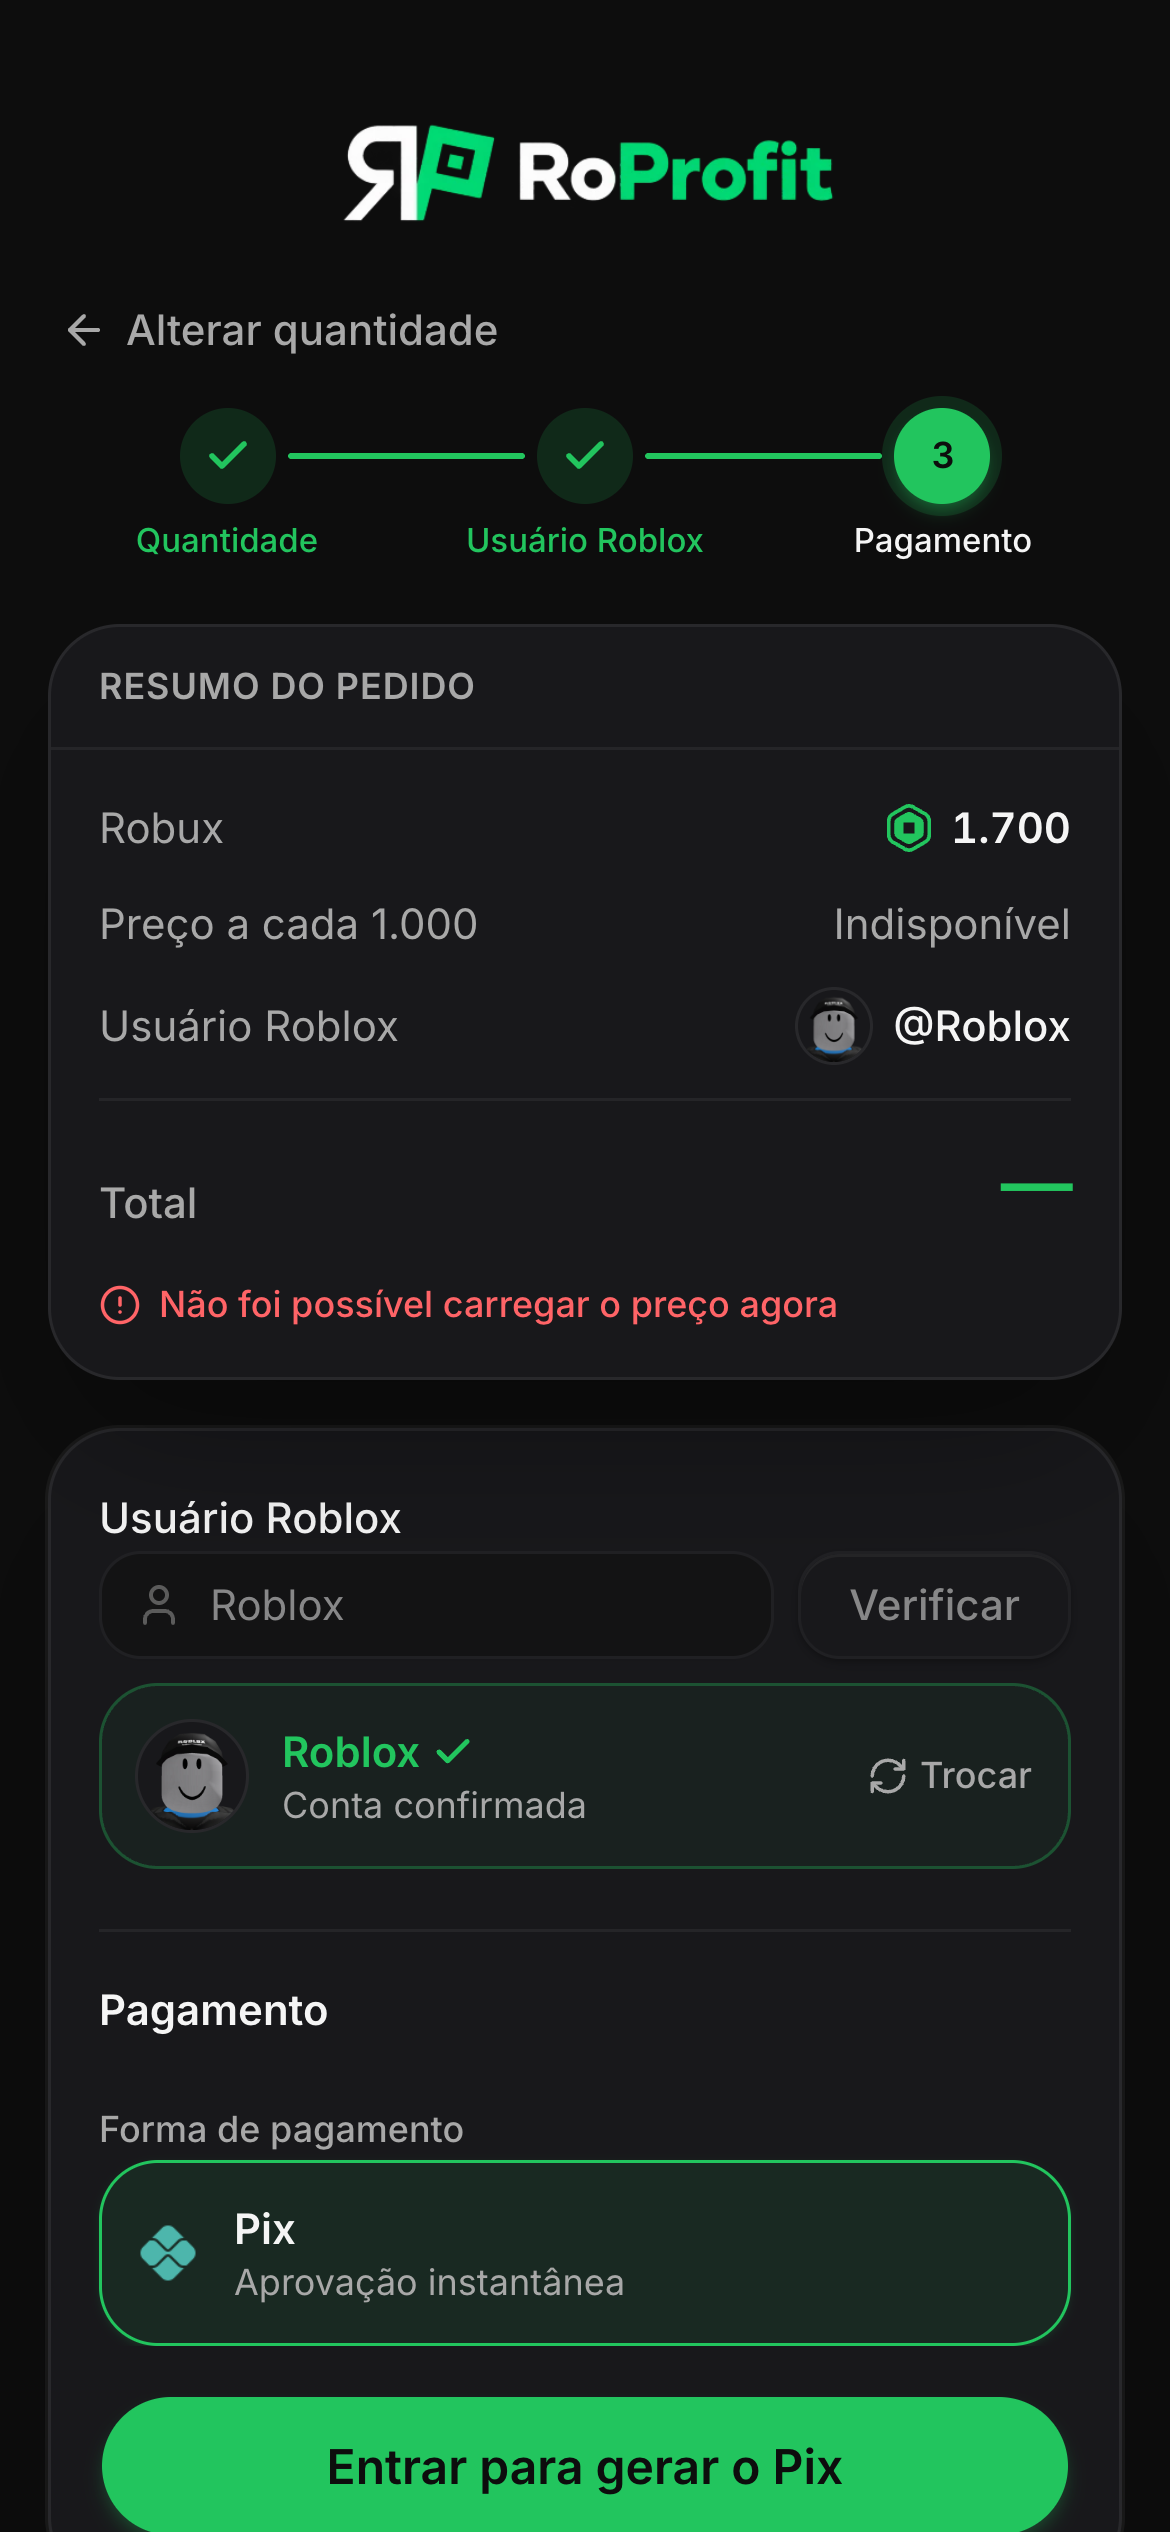 RoProfit
Alterar quantidade
3
Quantidade
Usuário Roblox
Pagamento
RESUMO DO PEDIDO
Robux
1.700
Preço a cada 1.000
Indisponível
Usuário Roblox
@Roblox
Total
—
Não foi possível carregar o preço agora
Usuário Roblox
Roblox
Verificar
Roblox
Conta confirmada
Trocar
Pagamento
Forma de pagamento
Pix
Aprovação instantânea
Entrar para gerar o Pix